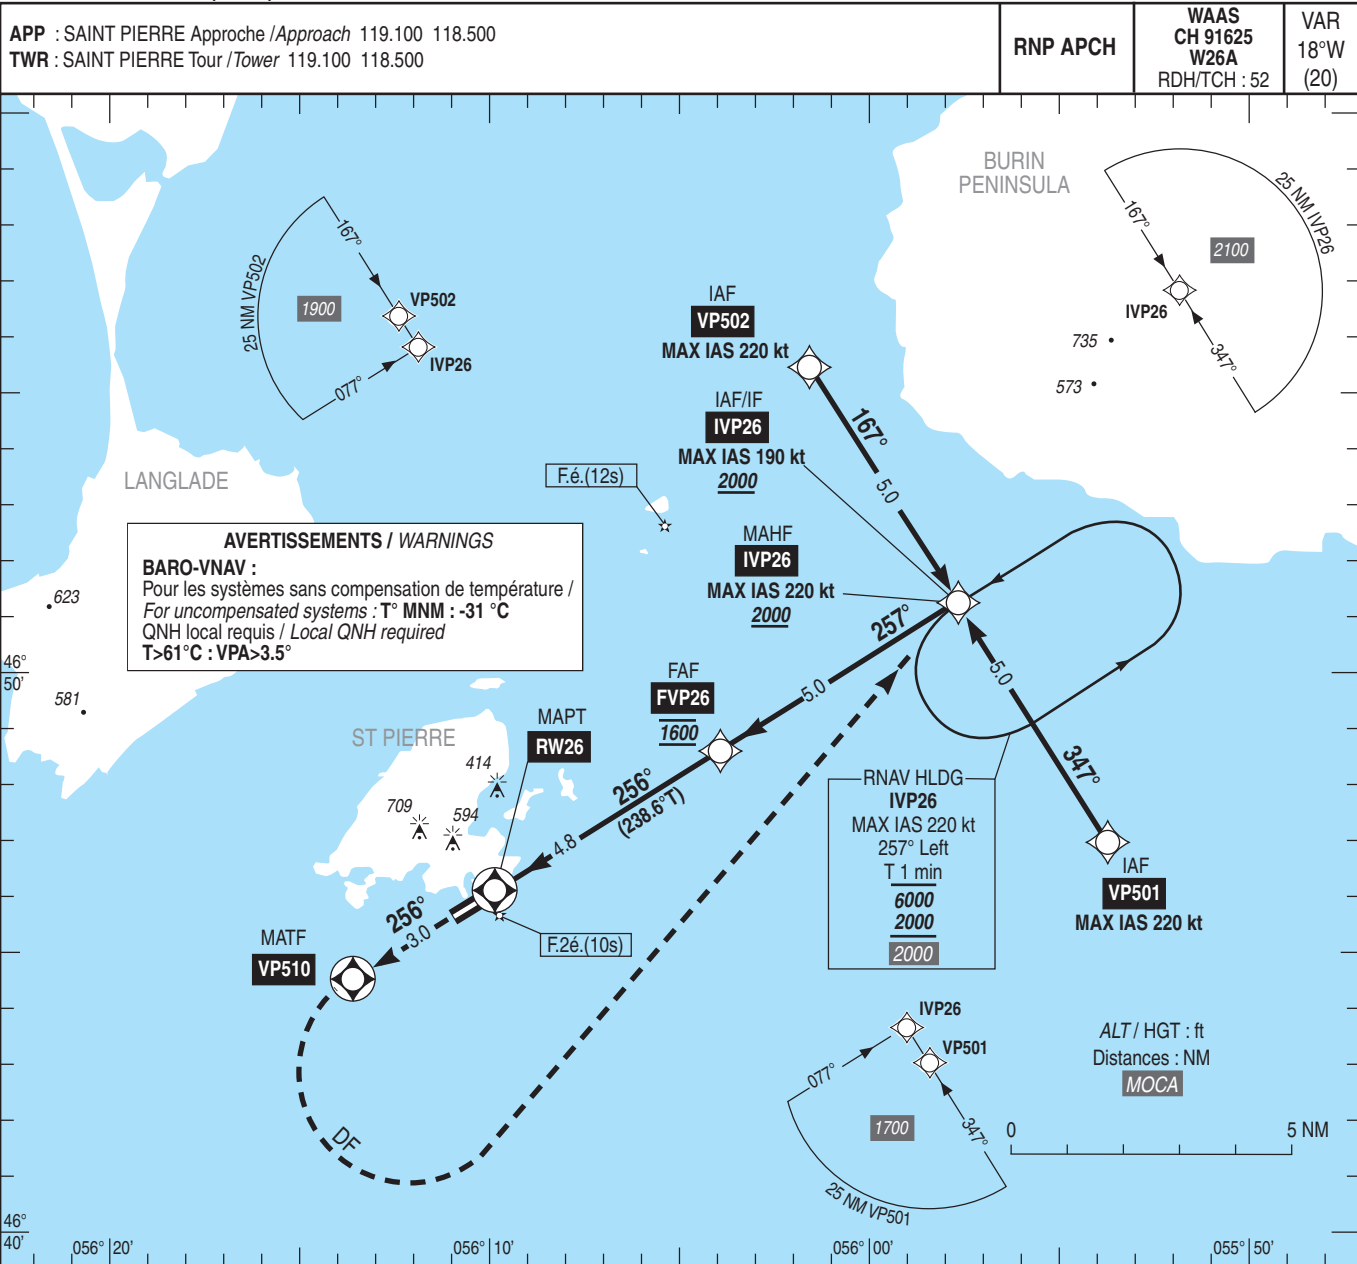 APP : SAINT PIERRE Approche /Approach 119.100 118.500
TWR : SAINT PIERRE Tour /Tower 119.100 118.500
RNP APCH
WAAS
CH 91625
W26A
RDH/TCH : 52
VAR
18°W
(20)
BURIN
PENINSULA
25 NM IVP26
167°
2100
IVP26
347°
735
573
167°
25 NM VP502
1900
VP502
IVP26
077°
IAF
VP502
MAX IAS 220 kt
IAF/IF
IVP26
MAX IAS 190 kt
2000
167°
5.0
LANGLADE
F.é.(12s)
MAHF
IVP26
MAX IAS 220 kt
2000
AVERTISSEMENTS / WARNINGS
BARO-VNAV :
Pour les systèmes sans compensation de température /
For uncompensated systems : T° MNM : -31 °C
QNH local requis / Local QNH required
T>61°C : VPA>3.5°
623
581
46°
50'
257°
5.0
5.0
347°
FAF
FVP26
1600
MAPT
RW26
ST PIERRE
414
709
594
256°
(238.6°T)
4.8
RNAV HLDG
IVP26
MAX IAS 220 kt
257° Left
T 1 min
6000
2000
2000
IAF
VP501
MAX IAS 220 kt
256°
3.0
F.2é.(10s)
MATF
VP510
DF
IVP26
VP501
077°
1700
347°
25 NM VP501
ALT / HGT : ft
Distances : NM
MOCA
0
5 NM
46°
40'
056° 20'
056° 10'
056° 00'
055° 50'